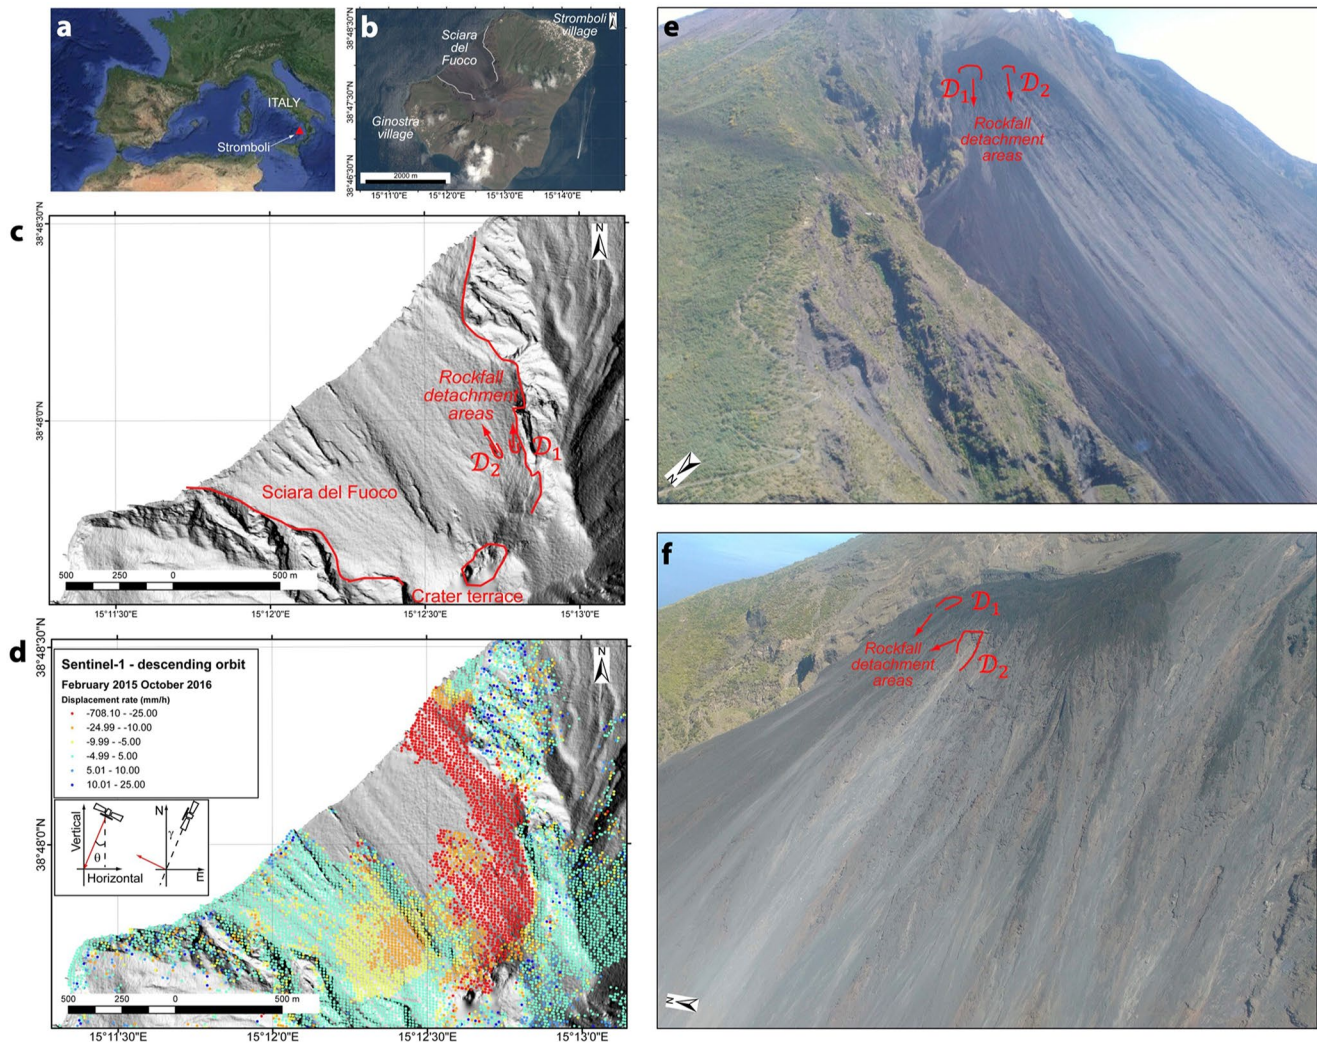 a
ITALY
Stromboli
b
38°48'30"N
38°47'30"N
38°46'30"N
Sciara
del
Fuoco
Stromboli
village
N
Ginostra
village
2000 m
15°11'0"E
15°12'0"E
15°13'0"E
15°14'0"E
c
38°48'30"N
38°48'0"N
N
Rockfall
detachment
areas
D2
D1
Sciara del Fuoco
500
250
0
500 m
Crater terrace
15°11'30"E
15°12'0"E
15°12'30"E
15°13'0"E
d
38°48'30"N
38°48'0"N
Sentinel-1 - descending orbit
February 2015 October 2016
Displacement rate (mm/h)
-708.10 - -25.00
-24.99 - -10.00
-9.99 - -5.00
-4.99 - 5.00
5.01 - 10.00
10.01 - 25.00
Vertical
θ
Horizontal
N
γ
E
N
500
250
0
500 m
15°11'30"E
15°12'0"E
15°12'30"E
15°13'0"E
e
D1
D2
Rockfall
detachment
areas
N
f
D1
Rockfall
detachment
areas
D2
N